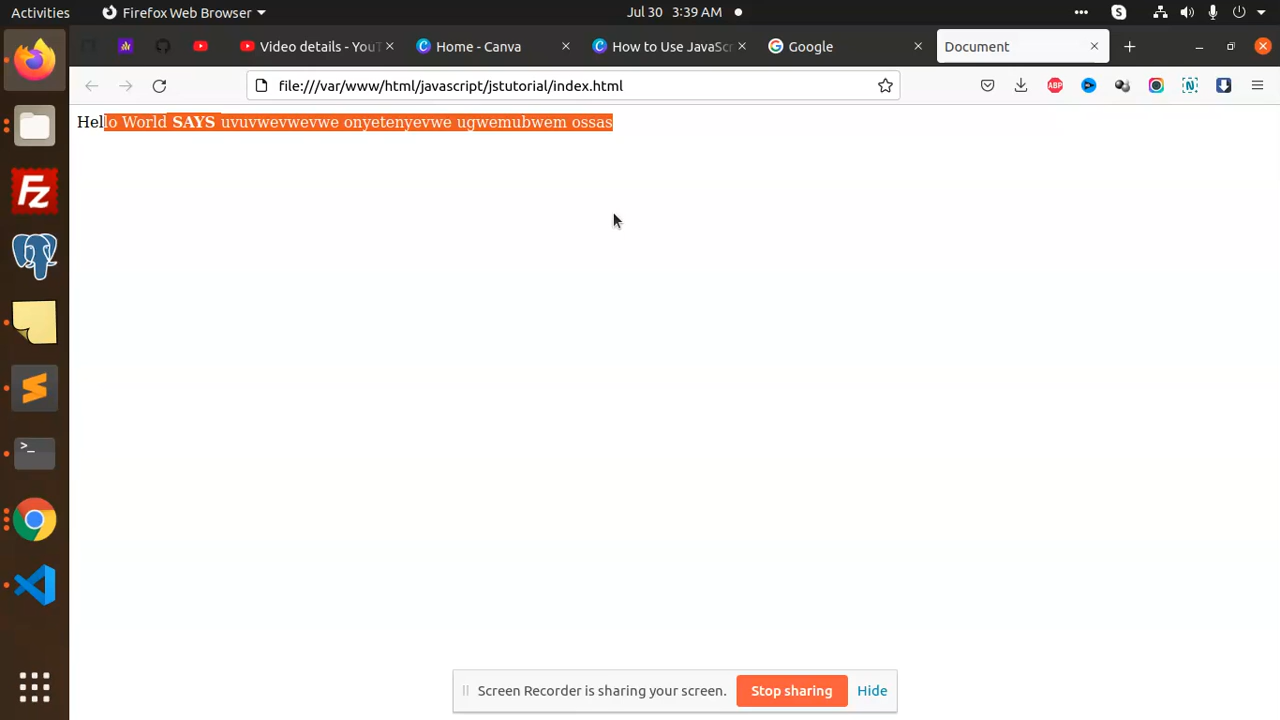 Activities Firefox Web Browser Jul 30 3:39 AM
Video details - YouT Home - Canva How to Use JavaSc Google Document
file:///var/www/html/javascript/jstutorial/index.html
Hello World SAYS uvuvwevwevwe onyetenyevwe ugwemubwem ossas
Screen Recorder is sharing your screen. Stop sharing Hide